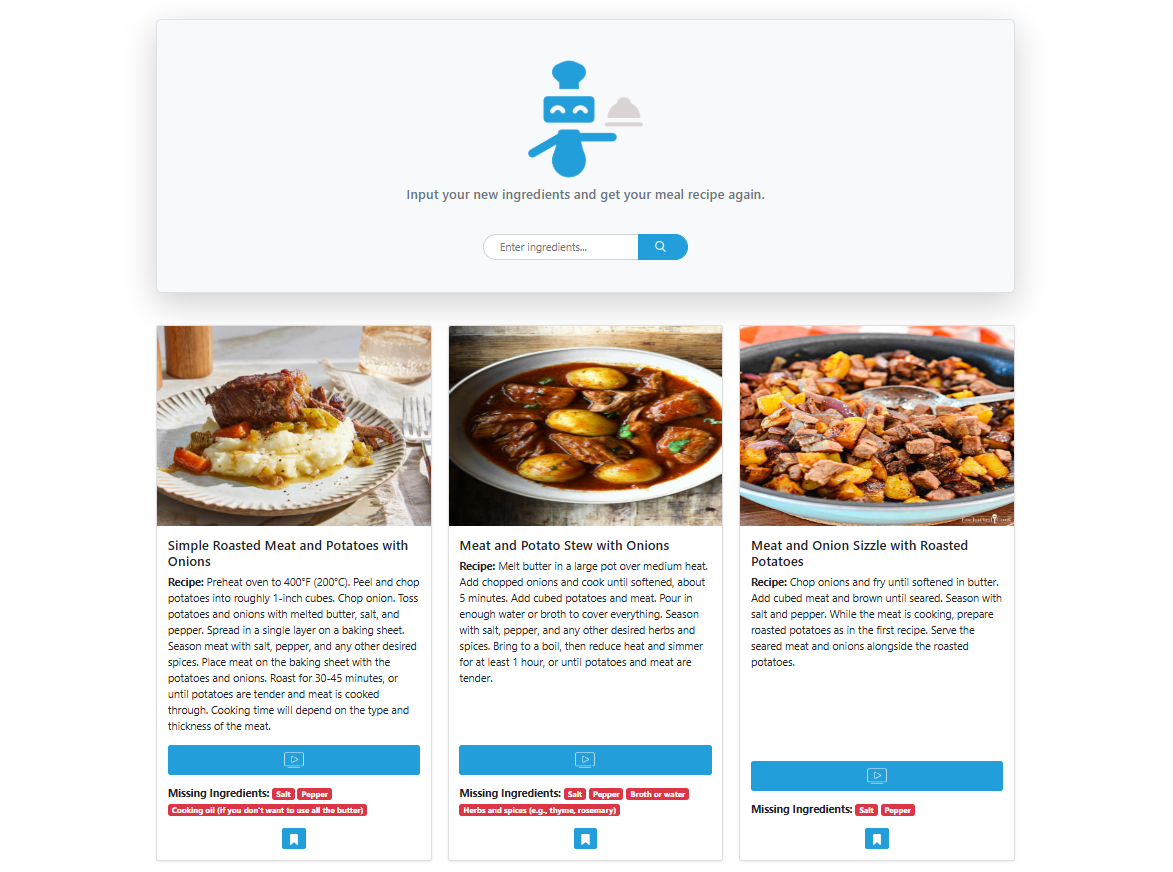 Input your new ingredients and get your meal recipe again.
Enter ingredients...
Simple Roasted Meat and Potatoes with
Onions
Recipe: Preheat oven to 400°F (200°C). Peel and chop
potatoes into roughly 1-inch cubes. Chop onion. Toss
potatoes and onions with melted butter, salt, and
pepper. Spread in a single layer on a baking sheet.
Season meat with salt, pepper, and any other desired
spices. Place meat on the baking sheet with the
potatoes and onions. Roast for 30-45 minutes, or
until potatoes are tender and meat is cooked
through. Cooking time will depend on the type and
thickness of the meat.
Missing Ingredients: Salt Pepper
Cooking oil (if you don't want to use all the butter)
Meat and Potato Stew with Onions
Recipe: Melt butter in a large pot over medium heat.
Add chopped onions and cook until softened, about
5 minutes. Add cubed potatoes and meat. Pour in
enough water or broth to cover everything. Season
with salt, pepper, and any other desired herbs and
spices. Bring to a boil, then reduce heat and simmer
for at least 1 hour, or until potatoes and meat are
tender.
Missing Ingredients: Salt Pepper Broth or water
Herbs and spices (e.g., thyme, rosemary)
Meat and Onion Sizzle with Roasted
Potatoes
Recipe: Chop onions and fry until softened in butter.
Add cubed meat and brown until seared. Season with
salt and pepper. While the meat is cooking, prepare
roasted potatoes as in the first recipe. Serve the
seared meat and onions alongside the roasted
potatoes.
Missing Ingredients: Salt Pepper